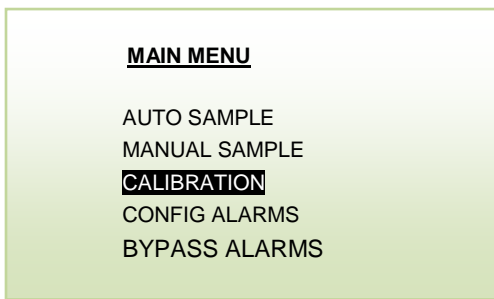 MAIN MENU
AUTO SAMPLE
MANUAL SAMPLE
CALIBRATION
CONFIG ALARMS
BYPASS ALARMS